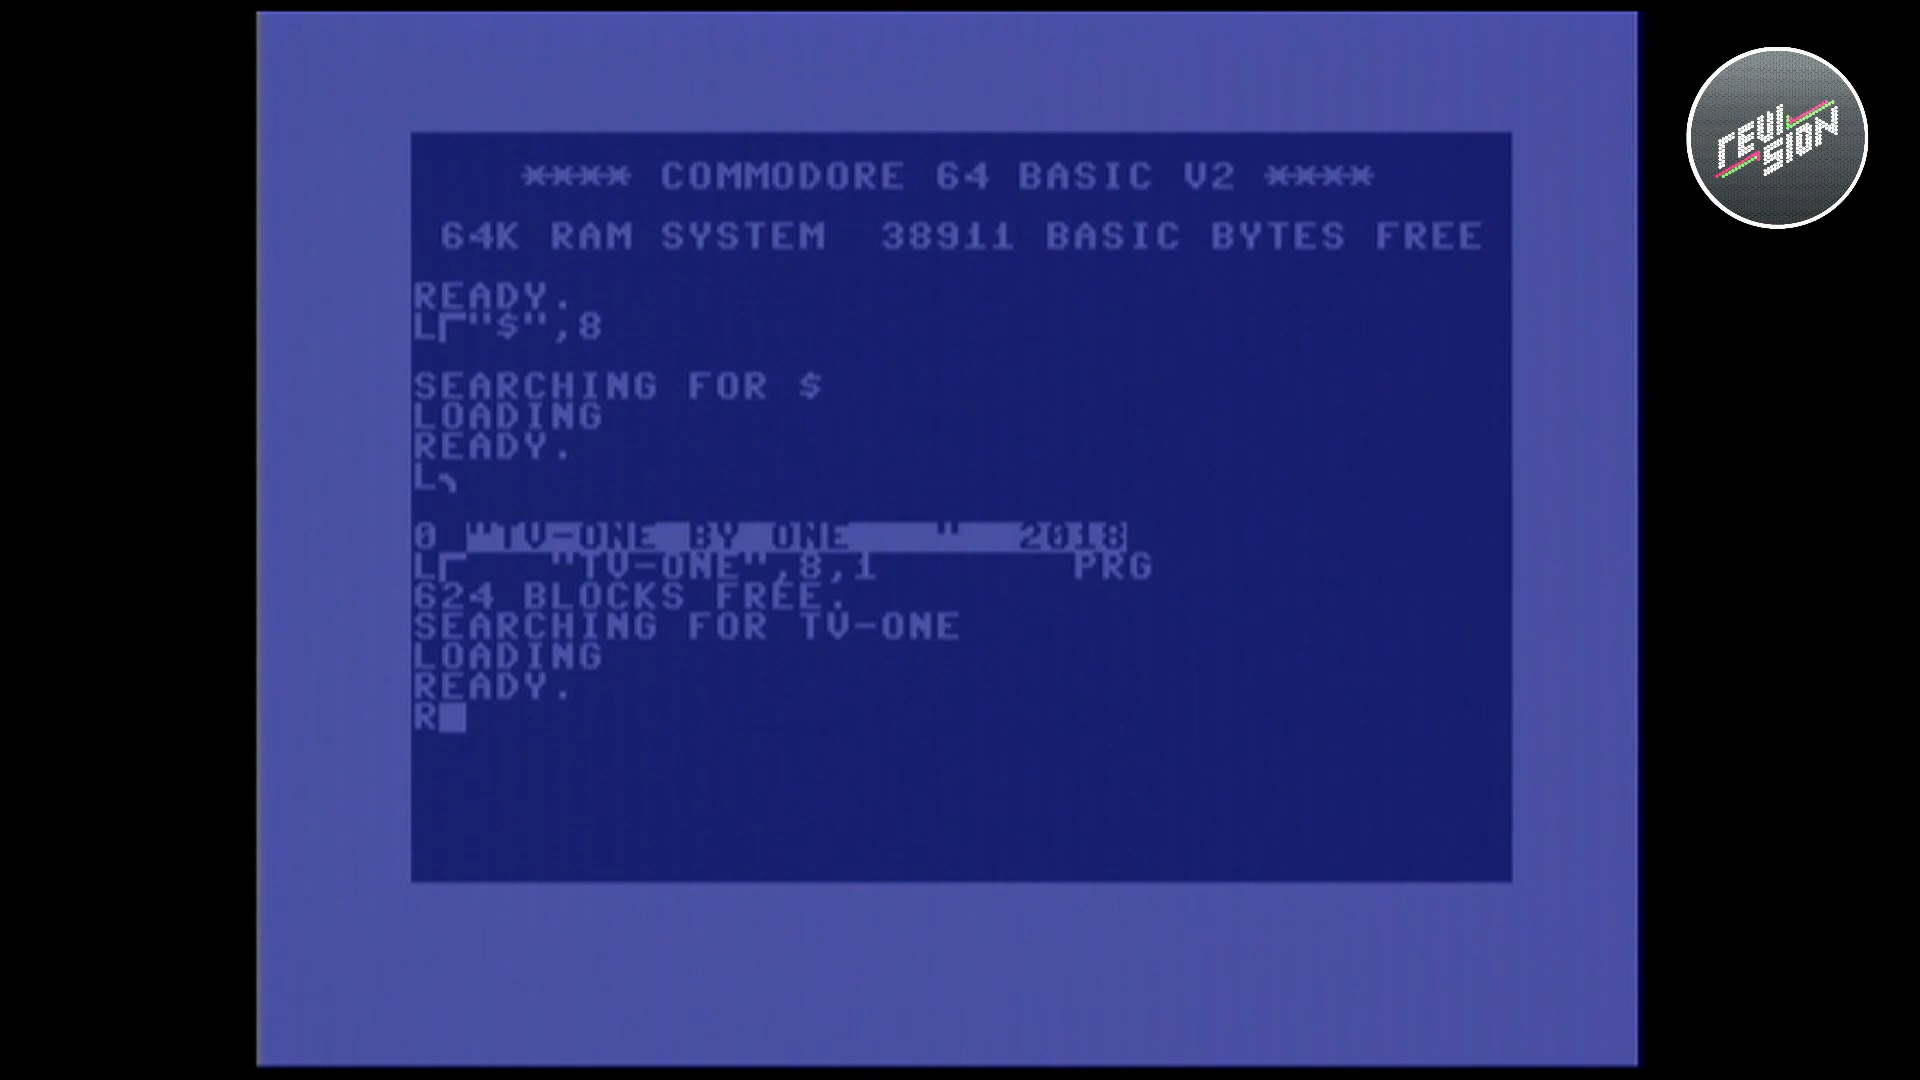 **** COMMODORE 64 BASIC V2 ****
64K RAM SYSTEM  38911 BASIC BYTES FREE
READY.
L┌"$",8
SEARCHING FOR $
LOADING
READY.
L╮
0 "TV-ONE BY ONE   "  2018
L┌   "TV-ONE",8,1       PRG
624 BLOCKS FREE.
SEARCHING FOR TV-ONE
LOADING
READY.
R
REVISION